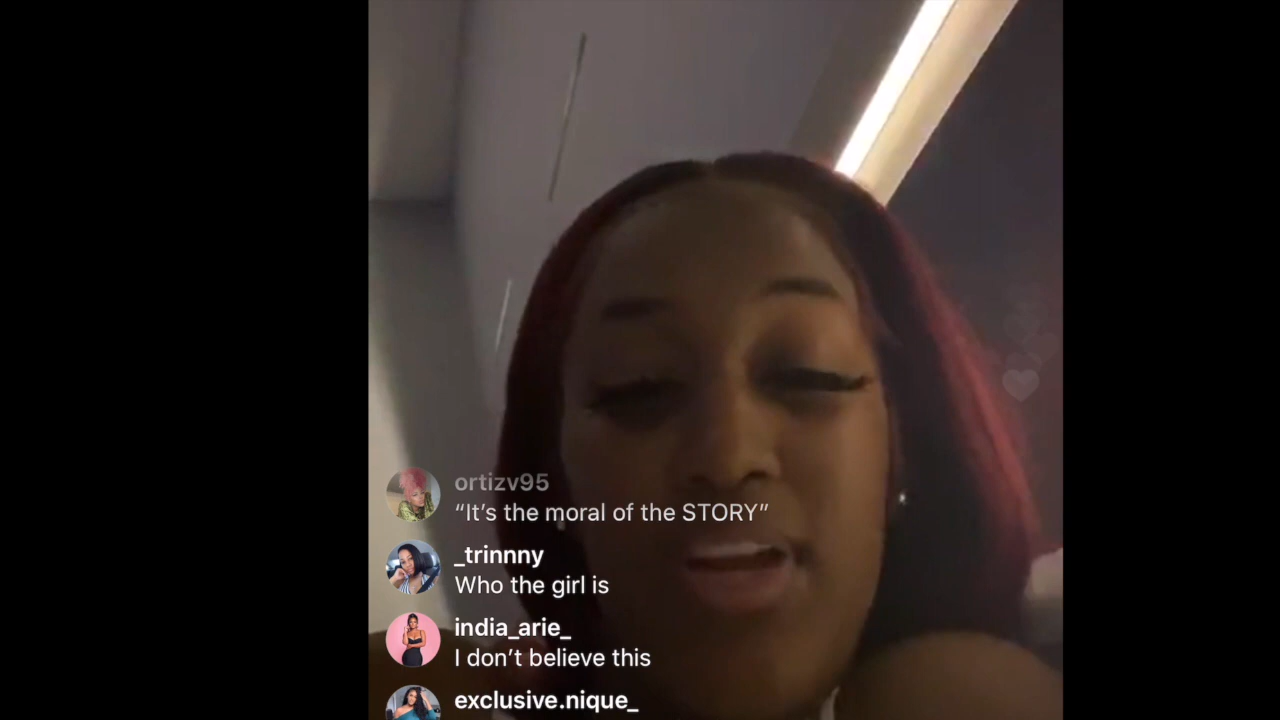 ortizv95
“It’s the moral of the STORY”
_trinnny
Who the girl is
india_arie_
I don’t believe this
exclusive.nique_